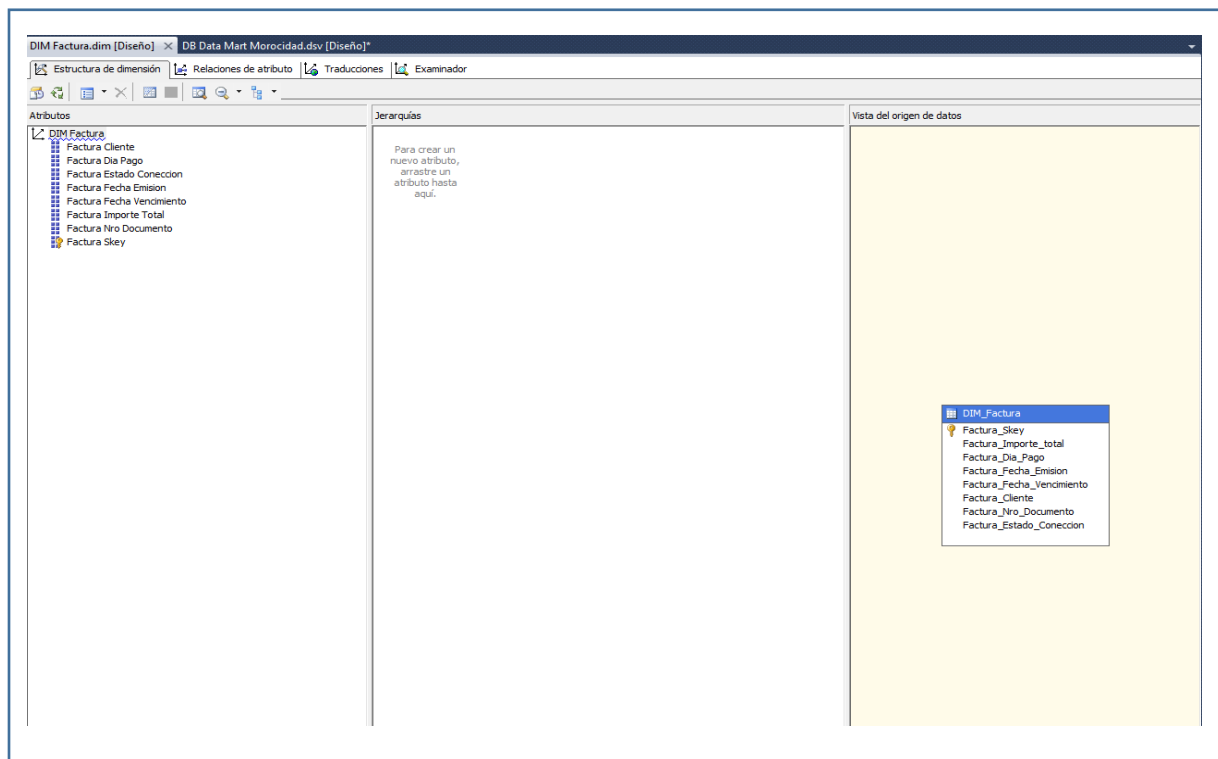 DIM Factura.dim [Diseño] DB Data Mart Morocidad.dsv [Diseño]*
Estructura de dimensión Relaciones de atributo Traducciones Examinador
Atributos
DIM Factura
Factura Cliente
Factura Dia Pago
Factura Estado Coneccion
Factura Fecha Emision
Factura Fecha Vencimiento
Factura Importe Total
Factura Nro Documento
Factura Skey
Jerarquías
Para crear un
nuevo atributo,
arrastre un
atributo hasta
aquí.
Vista del origen de datos
DIM_Factura
Factura_Skey
Factura_Importe_total
Factura_Dia_Pago
Factura_Fecha_Emision
Factura_Fecha_Vencimiento
Factura_Cliente
Factura_Nro_Documento
Factura_Estado_Coneccion